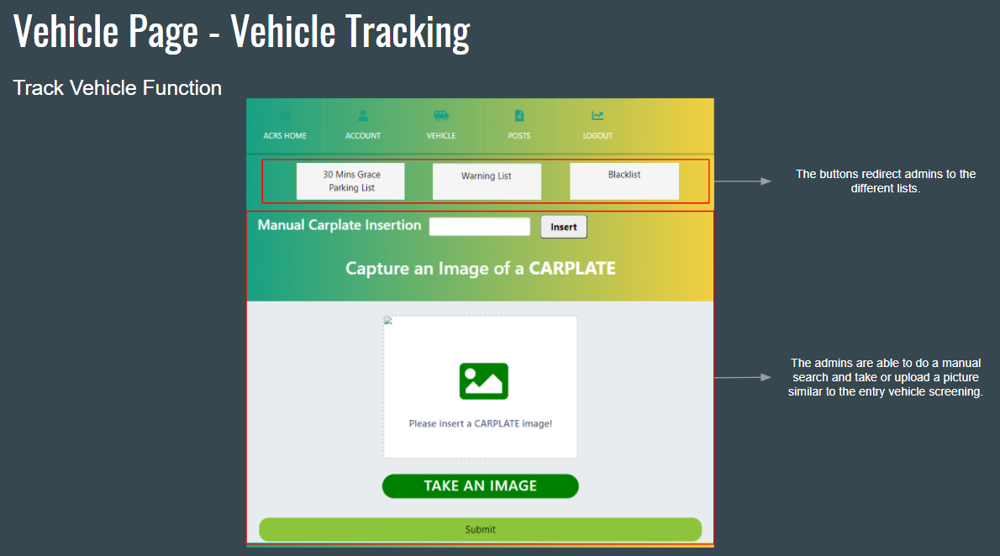 Vehicle Page - Vehicle Tracking
Track Vehicle Function
ACRS HOME
ACCOUNT
VEHICLE
POSTS
LOGOUT
30 Mins Grace
Parking List
Warning List
Blacklist
The buttons redirect admins to the
different lists.
Manual Carplate Insertion
Insert
Capture an Image of a CARPLATE
Please insert a CARPLATE image!
The admins are able to do a manual
search and take or upload a picture
similar to the entry vehicle screening.
TAKE AN IMAGE
Submit